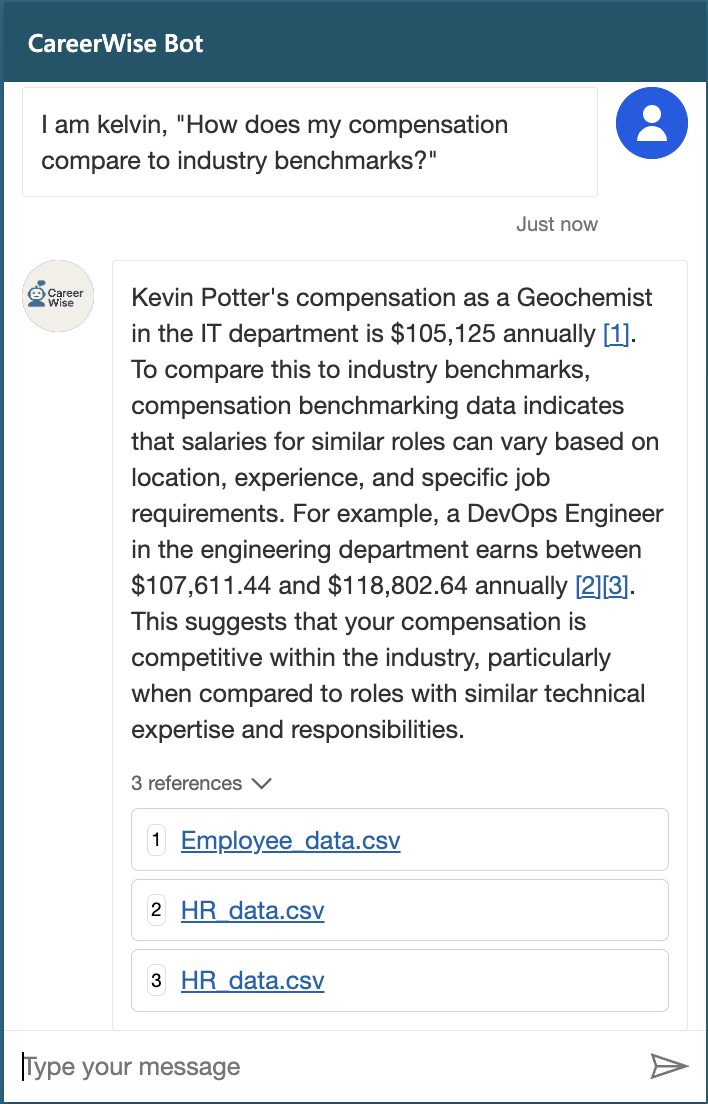 CareerWise Bot
I am kelvin, "How does my compensation
compare to industry benchmarks?"
Just now
Career
Wise
Kevin Potter's compensation as a Geochemist
in the IT department is $105,125 annually [1].
To compare this to industry benchmarks,
compensation benchmarking data indicates
that salaries for similar roles can vary based on
location, experience, and specific job
requirements. For example, a DevOps Engineer
in the engineering department earns between
$107,611.44 and $118,802.64 annually [2][3].
This suggests that your compensation is
competitive within the industry, particularly
when compared to roles with similar technical
expertise and responsibilities.
3 references
1 Employee_data.csv
2 HR_data.csv
3 HR_data.csv
Type your message